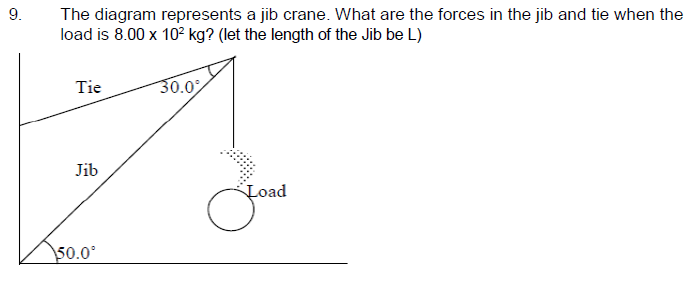 9. The diagram represents a jib crane. What are the forces in the jib and tie when the
load is 8.00 x 10² kg? (let the length of the Jib be L)
Tie
30.0°
Jib
Load
50.0°